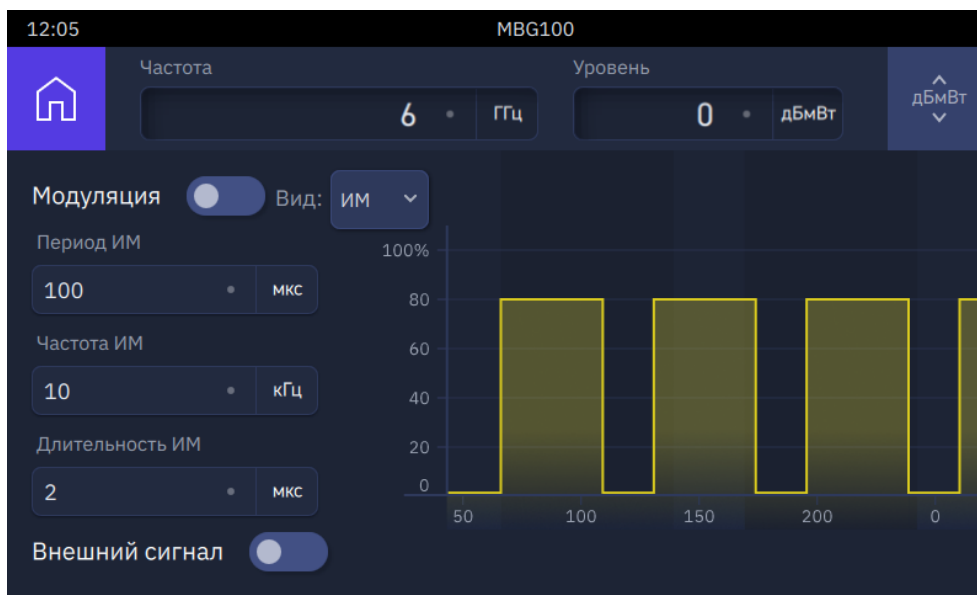 12:05 MBG100
Частота Уровень
6 ГГц 0 дБмВт дБмВт
Модуляция Вид: ИМ
Период ИМ
100 мкс
Частота ИМ
10 кГц
Длительность ИМ
2 мкс
Внешний сигнал
100%
80
60
40
20
0
50 100 150 200 0